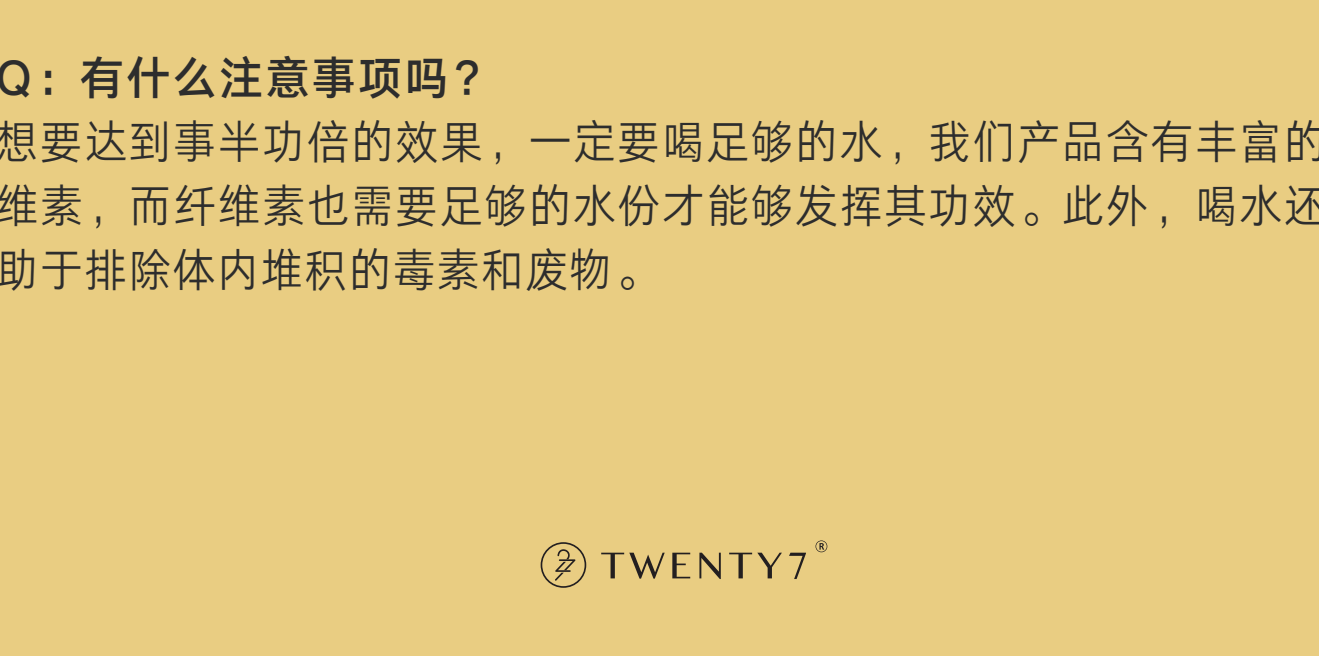 Q：有什么注意事项吗？
想要达到事半功倍的效果，一定要喝足够的水，我们产品含有丰富的
维素，而纤维素也需要足够的水份才能够发挥其功效。此外，喝水还
助于排除体内堆积的毒素和废物。
TWENTY7®